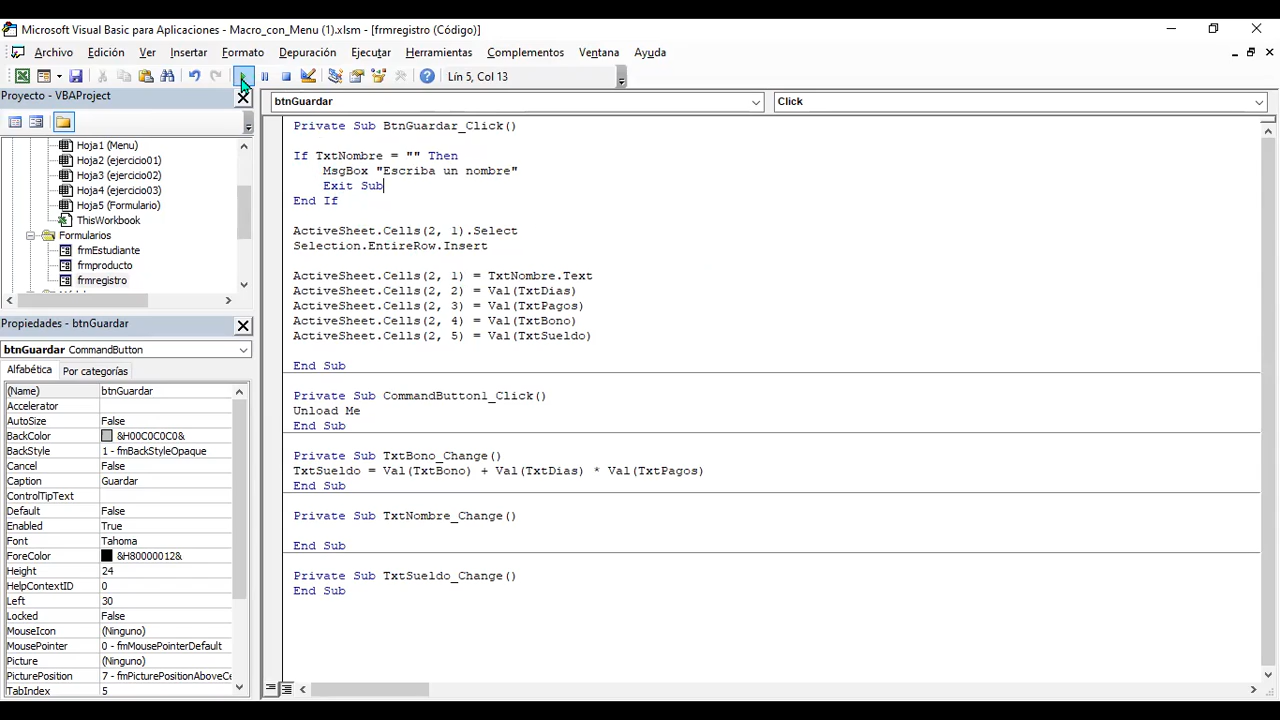 Microsoft Visual Basic para Aplicaciones - Macro_con_Menu (1).xlsm - [frmregistro (Código)]
Archivo Edición Ver Insertar Formato Depuración Ejecutar Herramientas Complementos Ventana Ayuda
Lín 5, Col 13
Proyecto - VBAProject
Hoja1 (Menu)
Hoja2 (ejercicio01)
Hoja3 (ejercicio02)
Hoja4 (ejercicio03)
Hoja5 (Formulario)
ThisWorkbook
Formularios
frmEstudiante
frmproducto
frmregistro
Propiedades - btnGuardar
btnGuardar CommandButton
Alfabética Por categorías
(Name) btnGuardar
Accelerator
AutoSize False
BackColor &H00C0C0C0&
BackStyle 1 - fmBackStyleOpaque
Cancel False
Caption Guardar
ControlTipText
Default False
Enabled True
Font Tahoma
ForeColor &H80000012&
Height 24
HelpContextID 0
Left 30
Locked False
MouseIcon (Ninguno)
MousePointer 0 - fmMousePointerDefault
Picture (Ninguno)
PicturePosition 7 - fmPicturePositionAboveCe
TabIndex 5
btnGuardar Click
Private Sub BtnGuardar_Click()
If TxtNombre = "" Then
MsgBox "Escriba un nombre"
Exit Sub
End If
ActiveSheet.Cells(2, 1).Select
Selection.EntireRow.Insert
ActiveSheet.Cells(2, 1) = TxtNombre.Text
ActiveSheet.Cells(2, 2) = Val(TxtDias)
ActiveSheet.Cells(2, 3) = Val(TxtPagos)
ActiveSheet.Cells(2, 4) = Val(TxtBono)
ActiveSheet.Cells(2, 5) = Val(TxtSueldo)
End Sub
Private Sub CommandButton1_Click()
Unload Me
End Sub
Private Sub TxtBono_Change()
TxtSueldo = Val(TxtBono) + Val(TxtDias) * Val(TxtPagos)
End Sub
Private Sub TxtNombre_Change()
End Sub
Private Sub TxtSueldo_Change()
End Sub